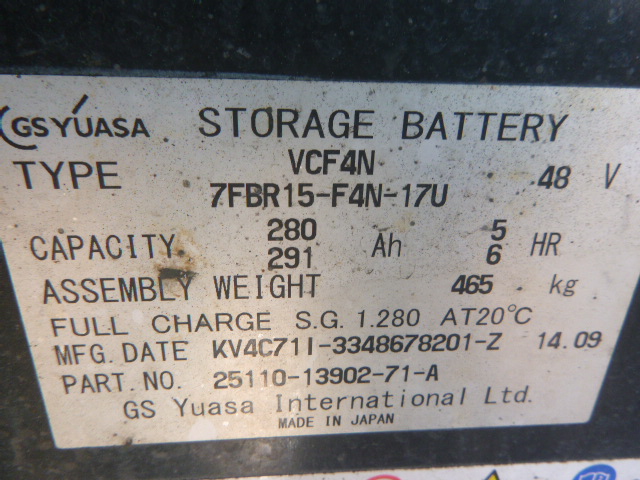 GS YUASA STORAGE BATTERY
TYPE VCF4N 48 V
7FBR15-F4N-17U
CAPACITY 280 Ah 5 HR
291 6
ASSEMBLY WEIGHT 465 kg
FULL CHARGE S.G. 1.280 AT20°C
MFG. DATE KV4C71I-3348678201-Z 14.09
PART. NO. 25110-13902-71-A
GS Yuasa International Ltd.
MADE IN JAPAN